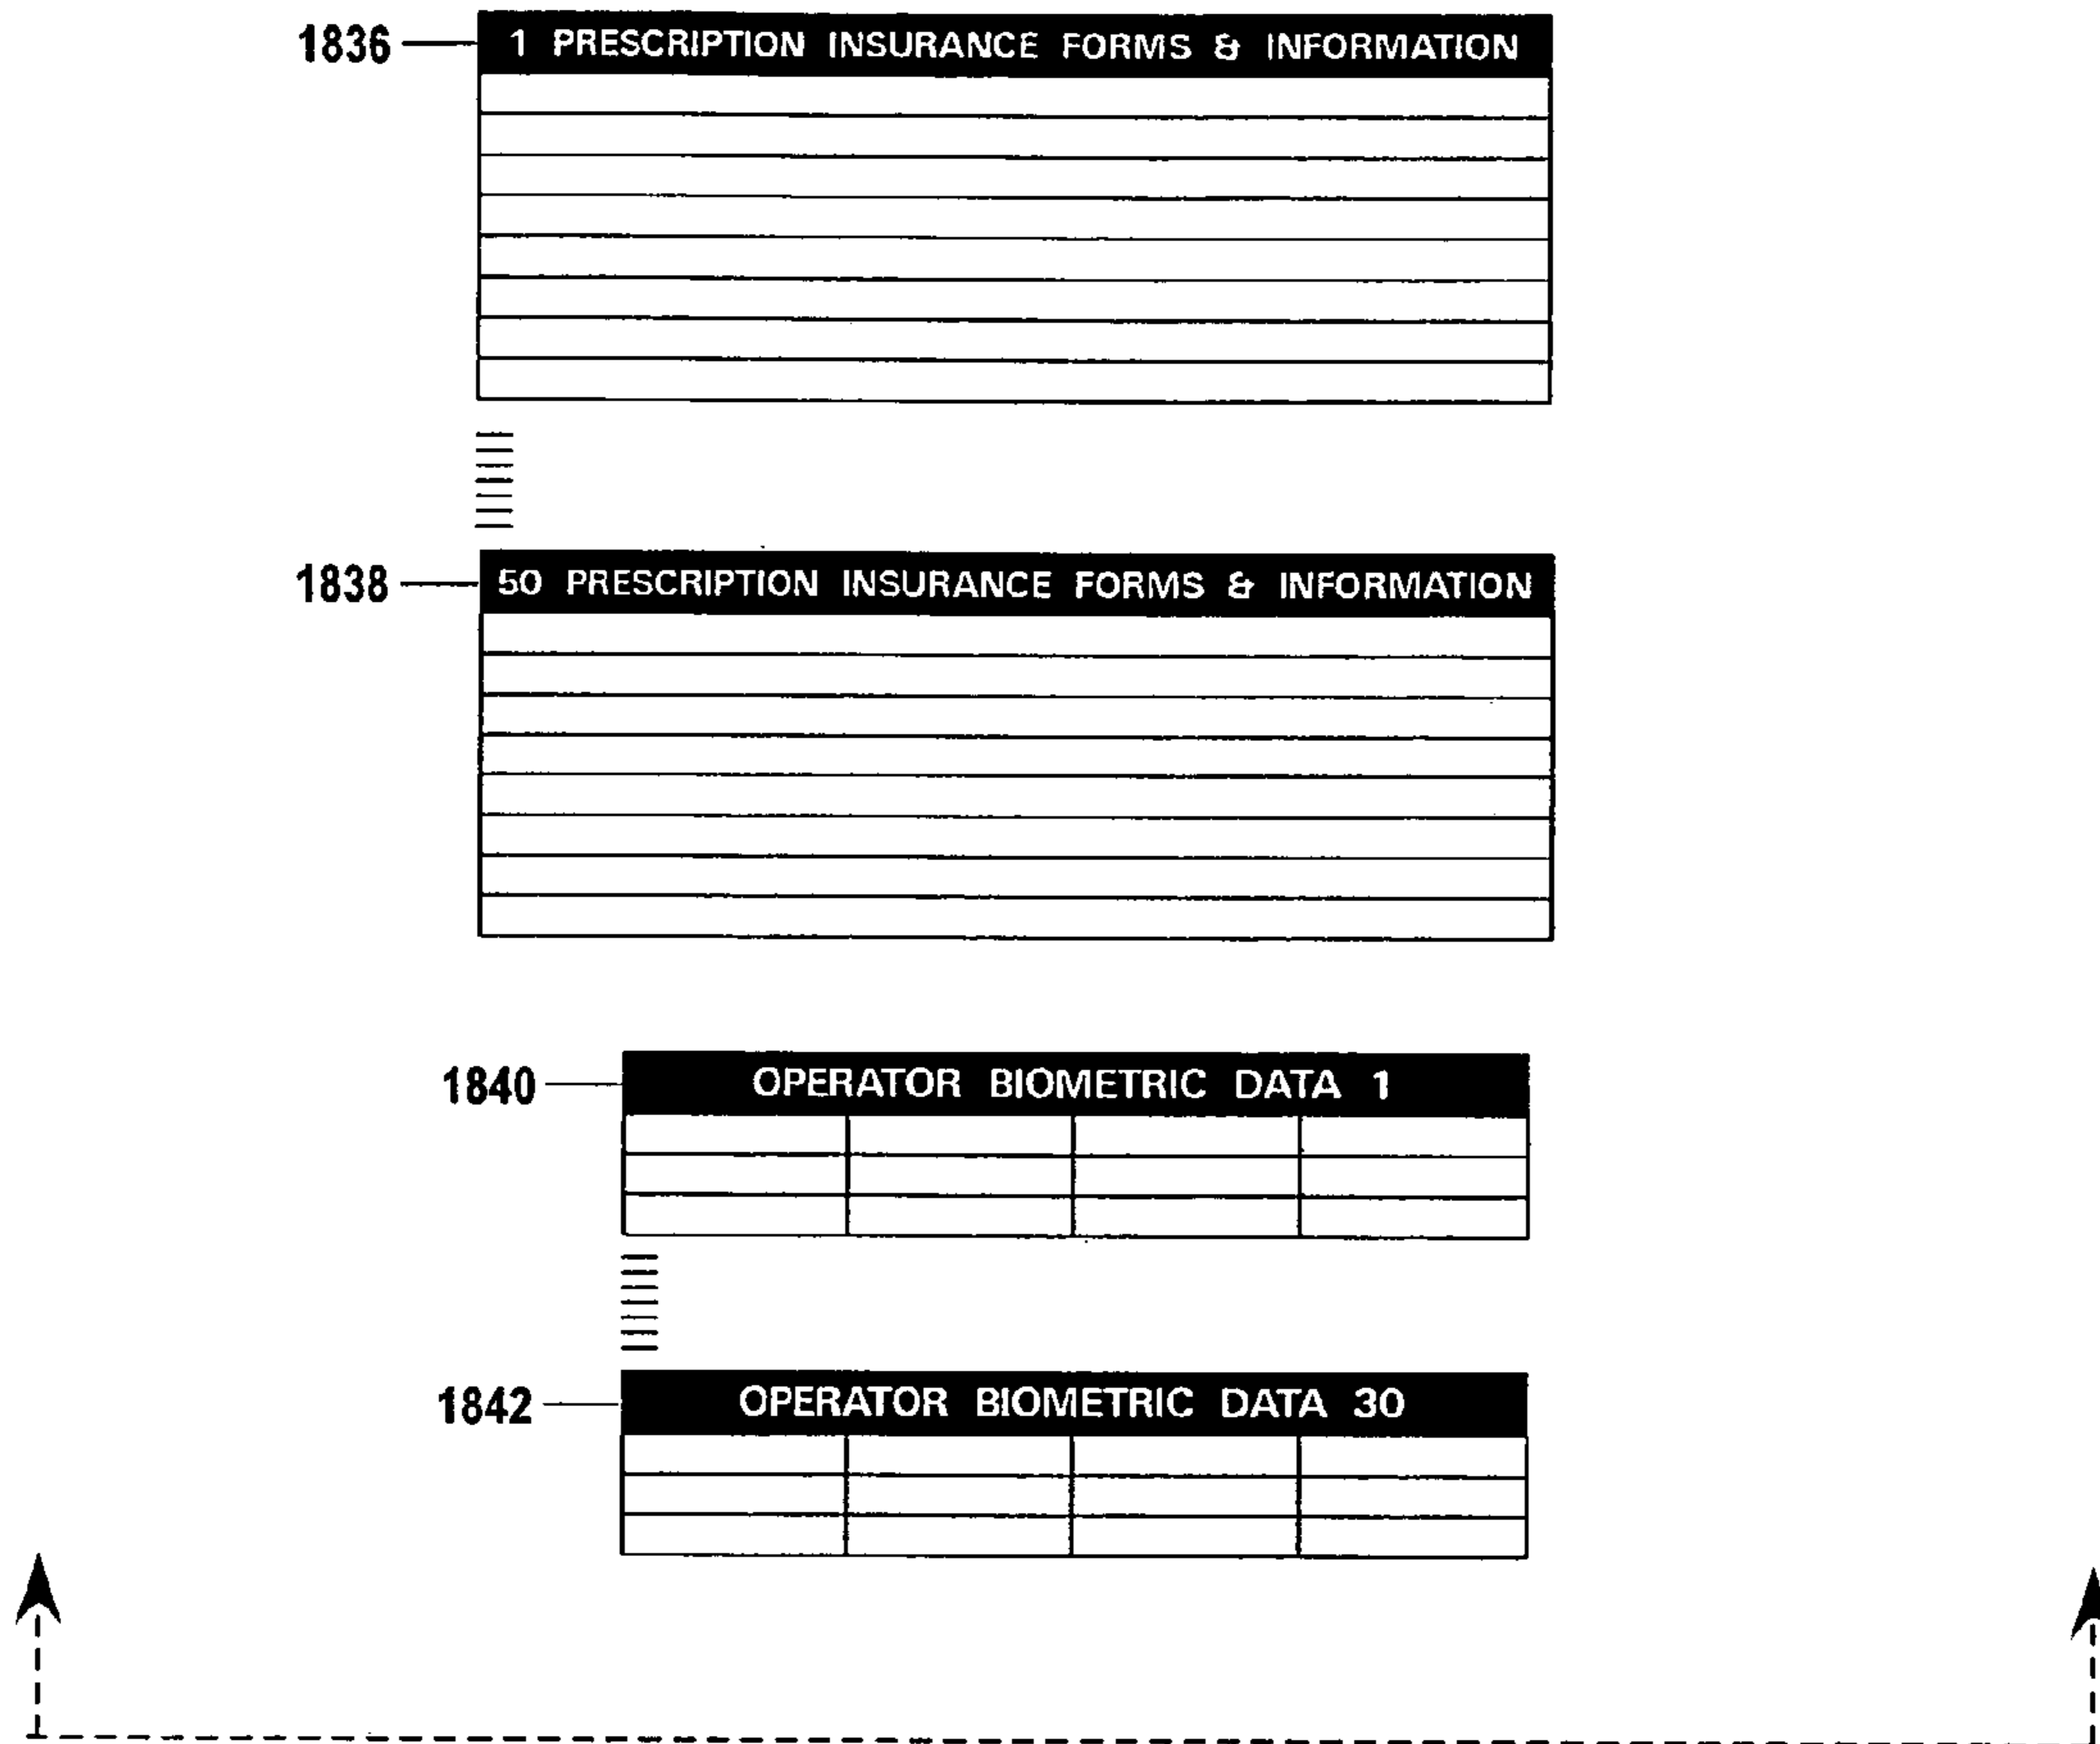 1836 1 PRESCRIPTION INSURANCE FORMS & INFORMATION
1838 50 PRESCRIPTION INSURANCE FORMS & INFORMATION
1840 OPERATOR BIOMETRIC DATA 1
1842 OPERATOR BIOMETRIC DATA 30